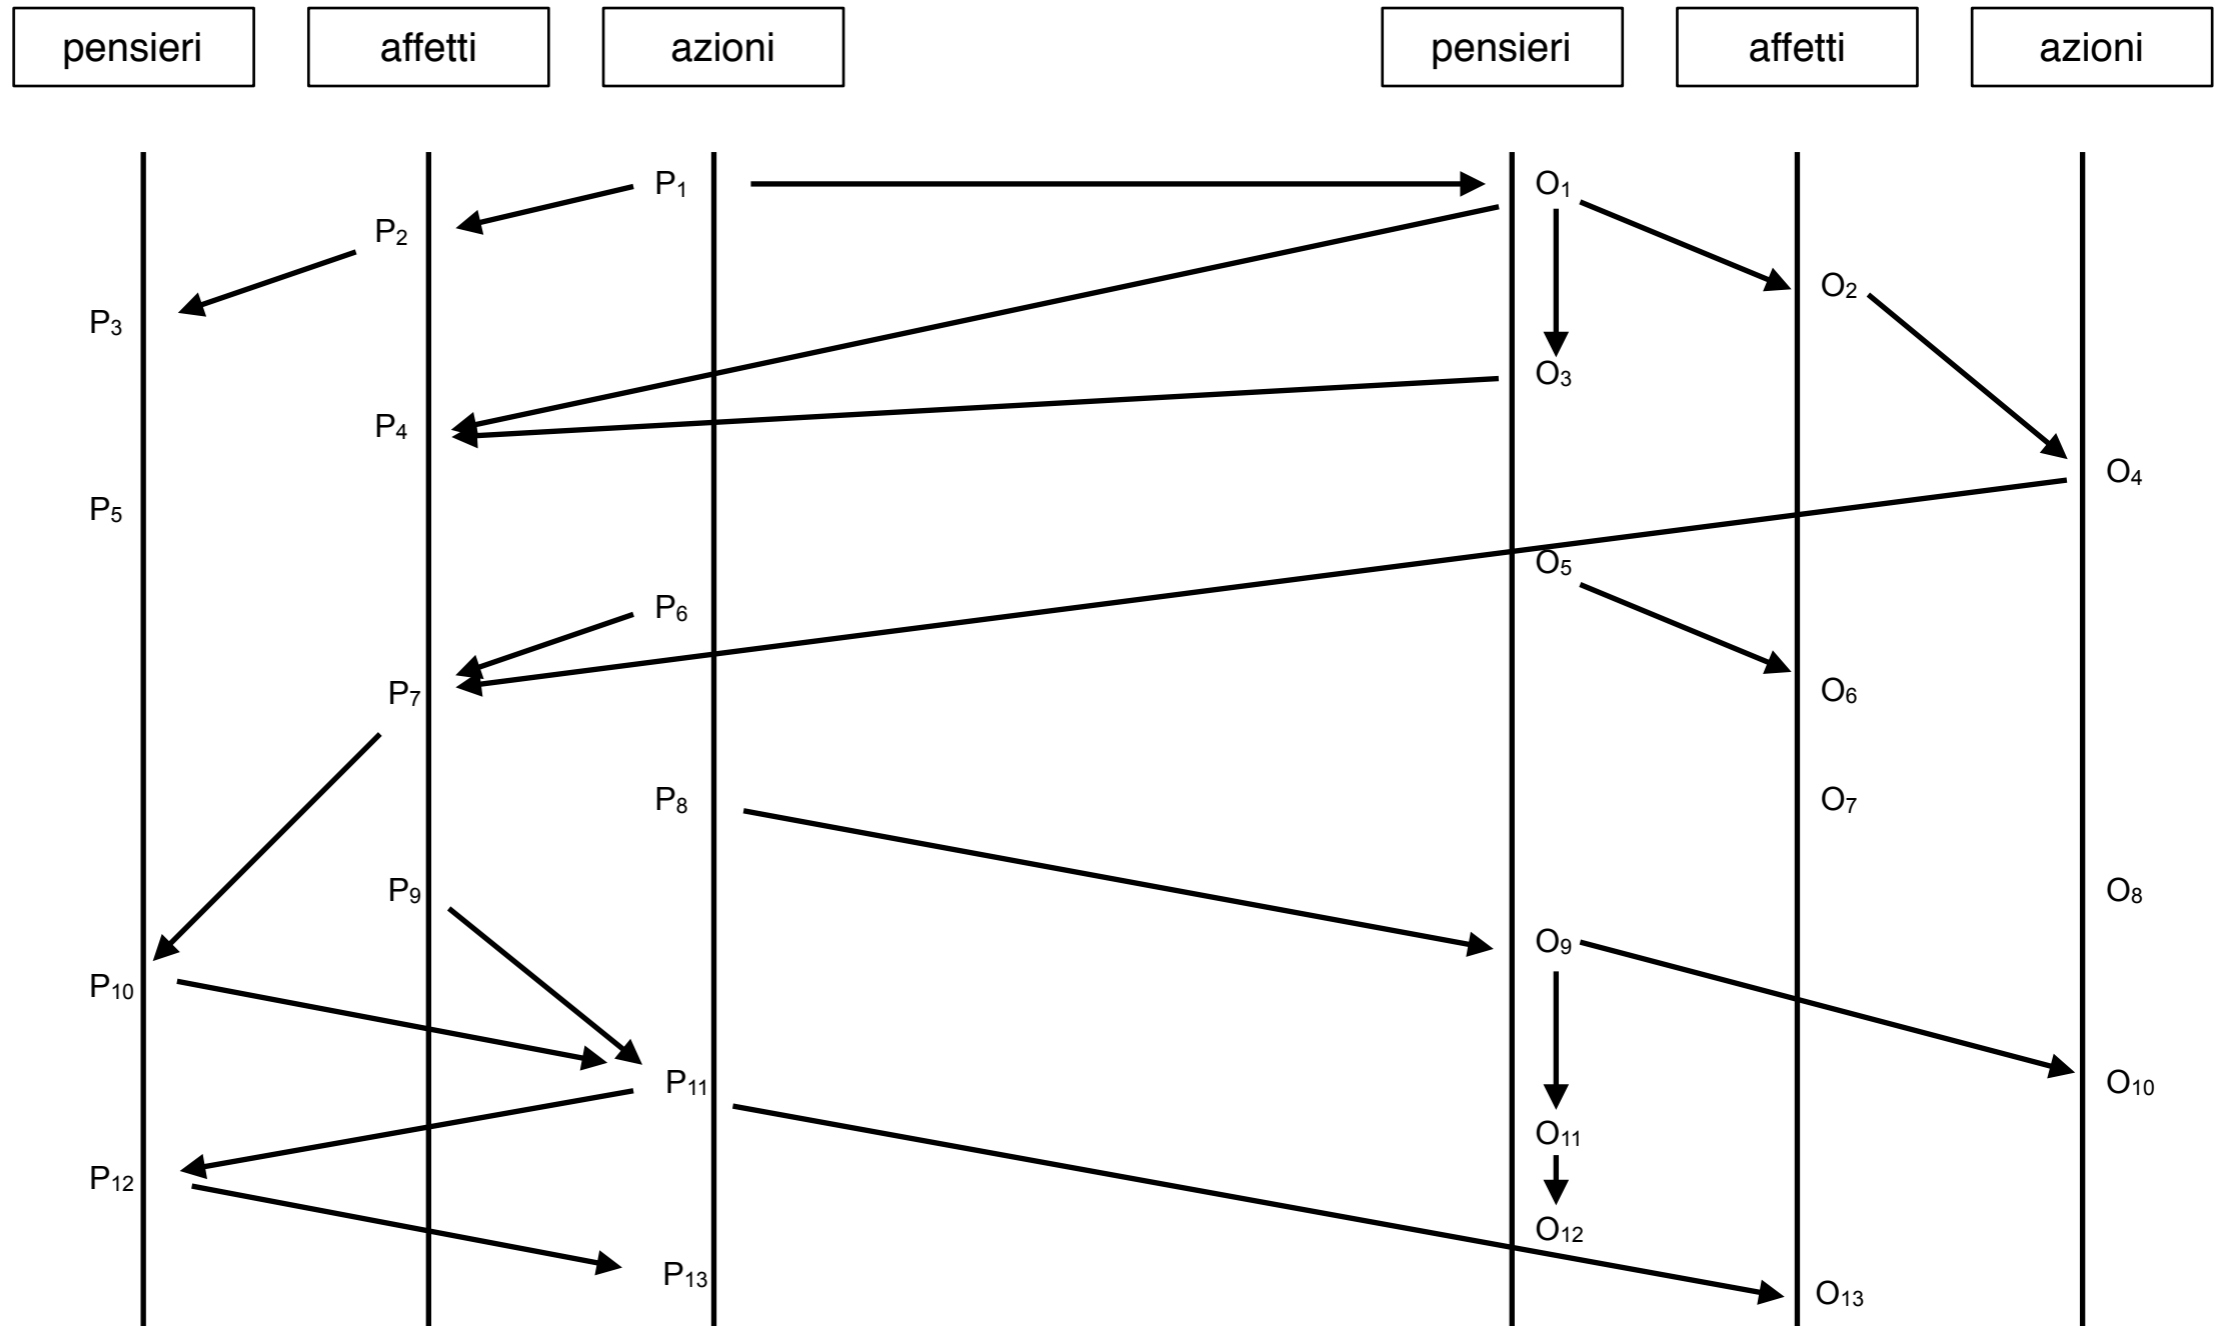 pensieri affetti azioni pensieri affetti azioni
P₁ O₁
P₂
O₂
P₃
O₃
P₄
O₄
P₅
O₅
P₆
P₇ O₆
P₈ O₇
P₉ O₈
O₉
P₁₀
P₁₁ O₁₀
O₁₁
P₁₂
O₁₂
P₁₃
O₁₃